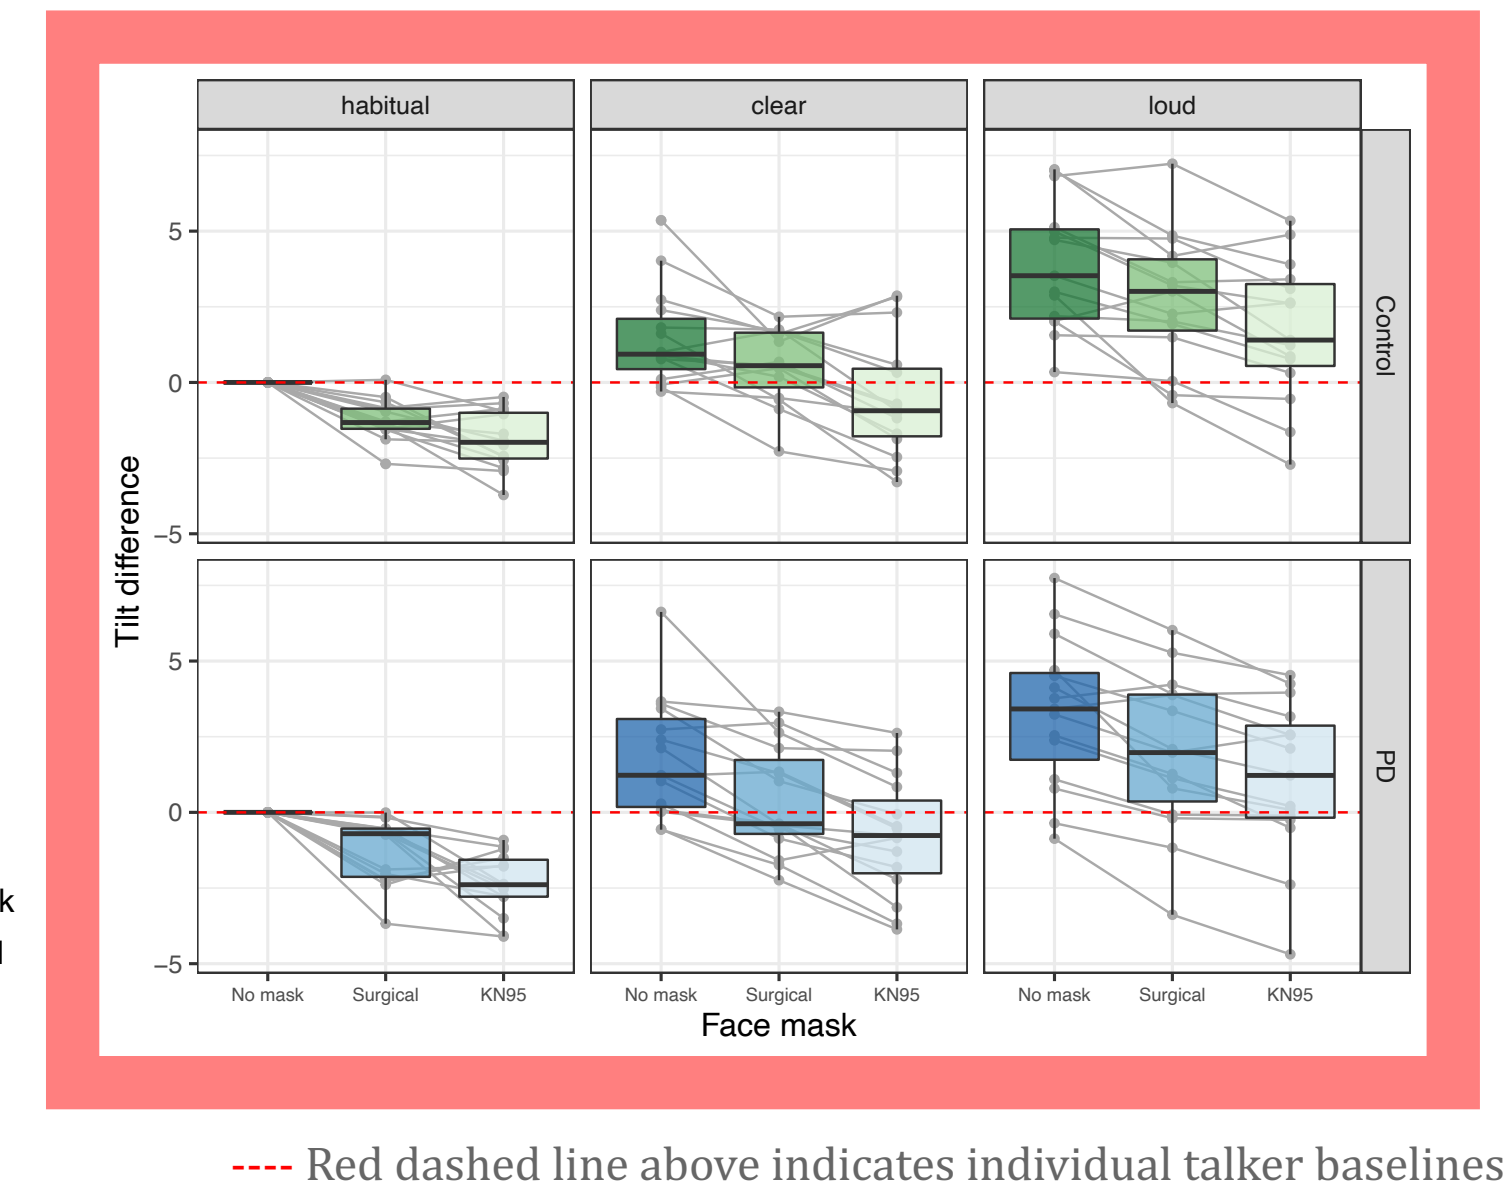 habitual clear loud
5
0
−5
Control
Tilt difference
5
0
−5
PD
k
No mask Surgical KN95 No mask Surgical KN95 No mask Surgical KN95
Face mask
Red dashed line above indicates individual talker baselines